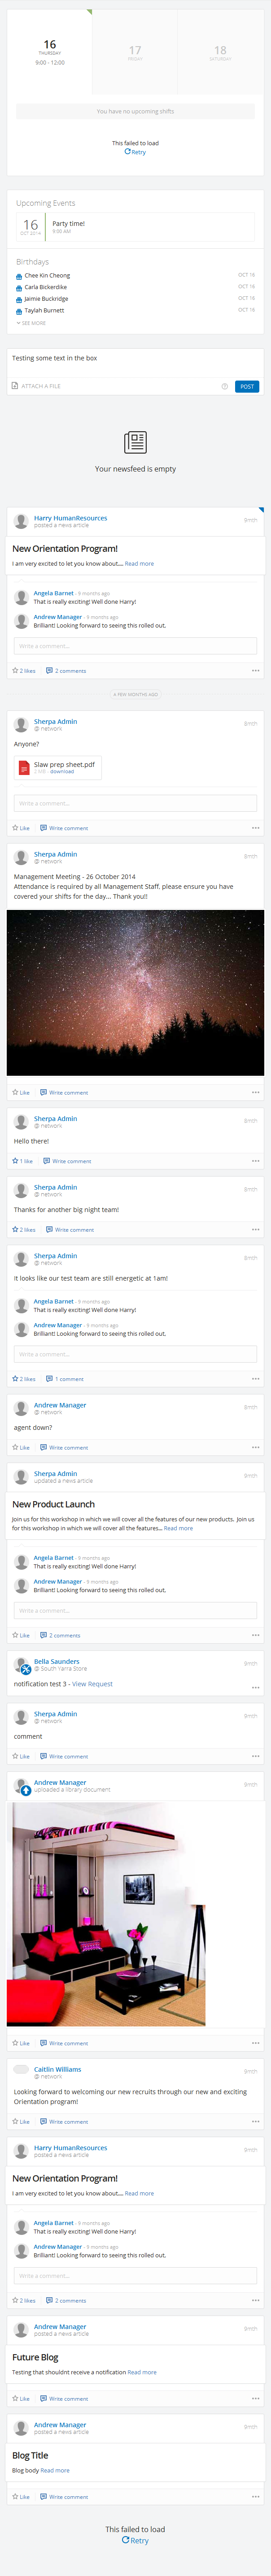 16
THURSDAY
9:00 - 12:00
17
FRIDAY
18
SATURDAY
You have no upcoming shifts
This failed to load
Retry
Upcoming Events
16
OCT 2014
Party time!
9:00 AM
Birthdays
Chee Kin Cheong
OCT 16
Carla Bickerdike
OCT 16
Jaimie Buckridge
OCT 16
Taylah Burnett
OCT 16
SEE MORE
Testing some text in the box
ATTACH A FILE
POST
Your newsfeed is empty
Harry HumanResources
posted a news article
9mth
New Orientation Program!
I am very excited to let you know about.... Read more
Angela Barnet - 9 months ago
That is really exciting! Well done Harry!
Andrew Manager - 9 months ago
Brilliant! Looking forward to seeing this rolled out.
Write a comment...
2 likes
2 comments
A FEW MONTHS AGO
Sherpa Admin
@ network
8mth
Anyone?
Slaw prep sheet.pdf
2 MB - download
Write a comment...
Like
Write comment
Sherpa Admin
@ network
8mth
Management Meeting - 26 October 2014
Attendance is required by all Management Staff, please ensure you have
covered your shifts for the day... Thank you!!
Like
Write comment
Sherpa Admin
@ network
8mth
Hello there!
1 like
Write comment
Sherpa Admin
@ network
8mth
Thanks for another big night team!
2 likes
Write comment
Sherpa Admin
@ network
8mth
It looks like our test team are still energetic at 1am!
Angela Barnet - 9 months ago
That is really exciting! Well done Harry!
Andrew Manager - 9 months ago
Brilliant! Looking forward to seeing this rolled out.
Write a comment...
2 likes
1 comment
Andrew Manager
@ network
8mth
agent down?
Like
Write comment
Sherpa Admin
updated a news article
8mth
New Product Launch
Join us for this workshop in which we will cover all the features of our new products. Join us
for this workshop in which we will cover all the features... Read more
Angela Barnet - 9 months ago
That is really exciting! Well done Harry!
Andrew Manager - 9 months ago
Brilliant! Looking forward to seeing this rolled out.
Write a comment...
Like
2 comments
Bella Saunders
@ South Yarra Store
9mth
notification test 3 - View Request
Sherpa Admin
@ network
8mth
comment
Like
Write comment
Andrew Manager
uploaded a library document
8mth
Like
Write comment
Caitlin Williams
@ network
9mth
Looking forward to welcoming our new recruits through our new and exciting
Orientation program!
Like
Write comment
Harry HumanResources
posted a news article
9mth
New Orientation Program!
I am very excited to let you know about.... Read more
Angela Barnet - 9 months ago
That is really exciting! Well done Harry!
Andrew Manager - 9 months ago
Brilliant! Looking forward to seeing this rolled out.
Write a comment...
2 likes
2 comments
Andrew Manager
posted a news article
8mth
Future Blog
Testing that shouldnt receive a notification Read more
Like
Write comment
Andrew Manager
posted a news article
8mth
Blog Title
Blog body Read more
Like
Write comment
This failed to load
Retry